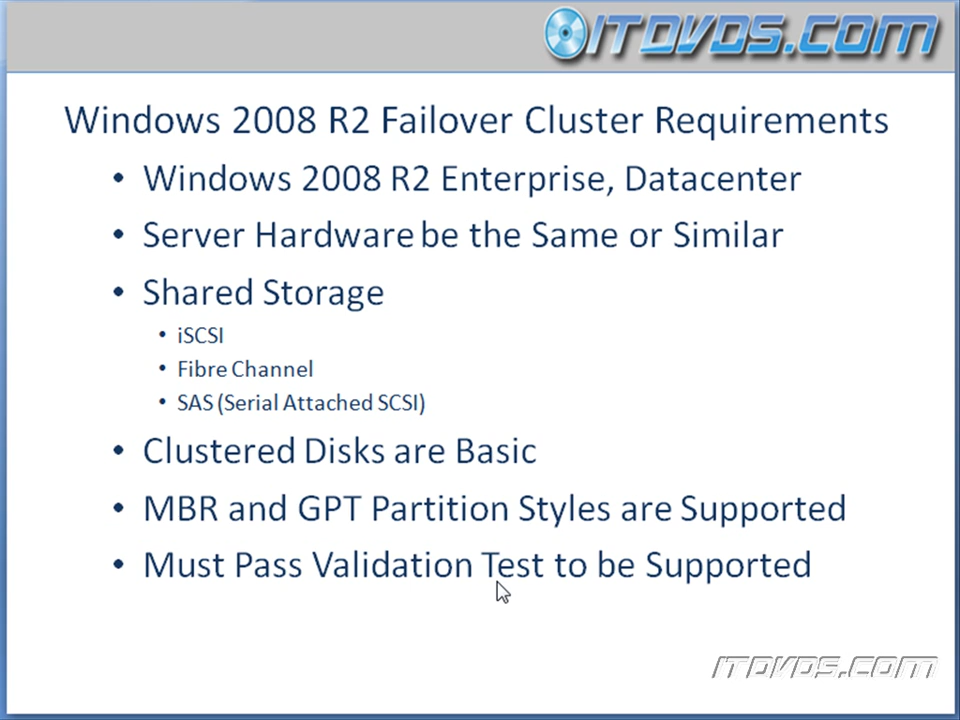 ITDVDS.COM
Windows 2008 R2 Failover Cluster Requirements
• Windows 2008 R2 Enterprise, Datacenter
• Server Hardware be the Same or Similar
• Shared Storage
• iSCSI
• Fibre Channel
• SAS (Serial Attached SCSI)
• Clustered Disks are Basic
• MBR and GPT Partition Styles are Supported
• Must Pass Validation Test to be Supported
ITDVDS.COM